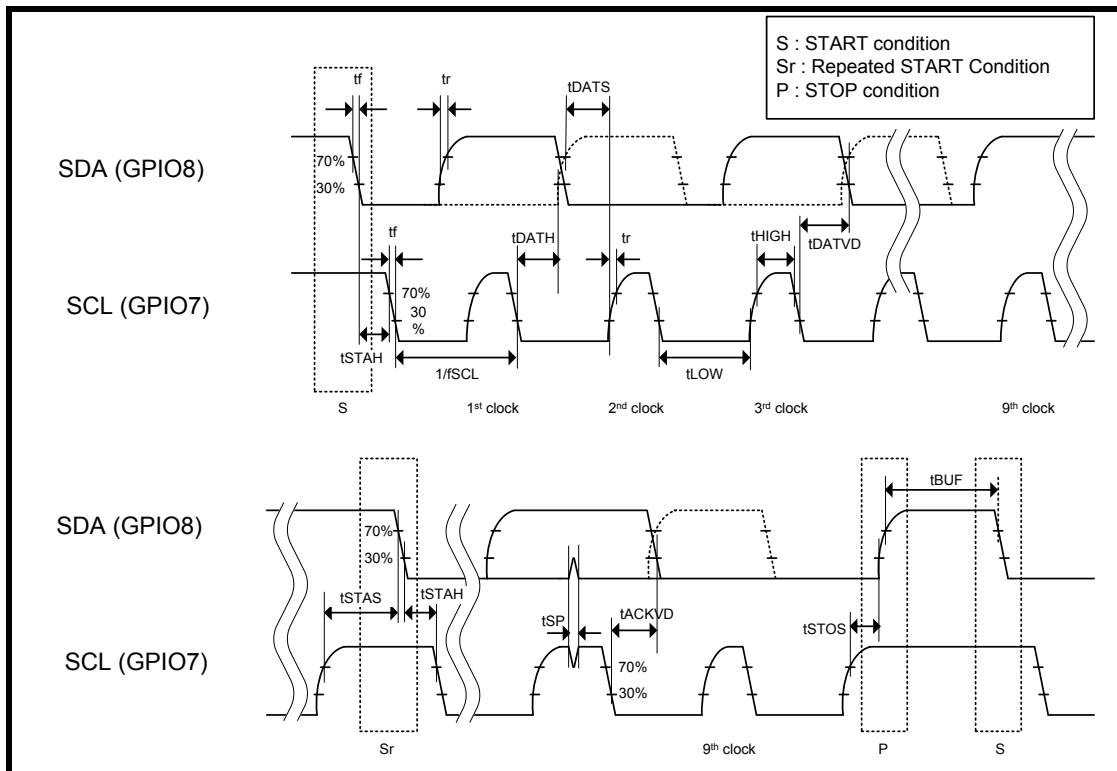 S : START condition
Sr : Repeated START Condition
P : STOP condition
tf
tr
tDATS
SDA (GPIO8)
70%
30%
tf
tDATH
tr
tHIGH
tDATVD
SCL (GPIO7)
70%
30
%
tSTAH
1/fSCL
tLOW
S
1st clock
2nd clock
3rd clock
9th clock
tBUF
SDA (GPIO8)
70%
30%
tSTAS
tSTAH
tSP
tACKVD
tSTOS
SCL (GPIO7)
70%
30%
Sr
9th clock
P
S